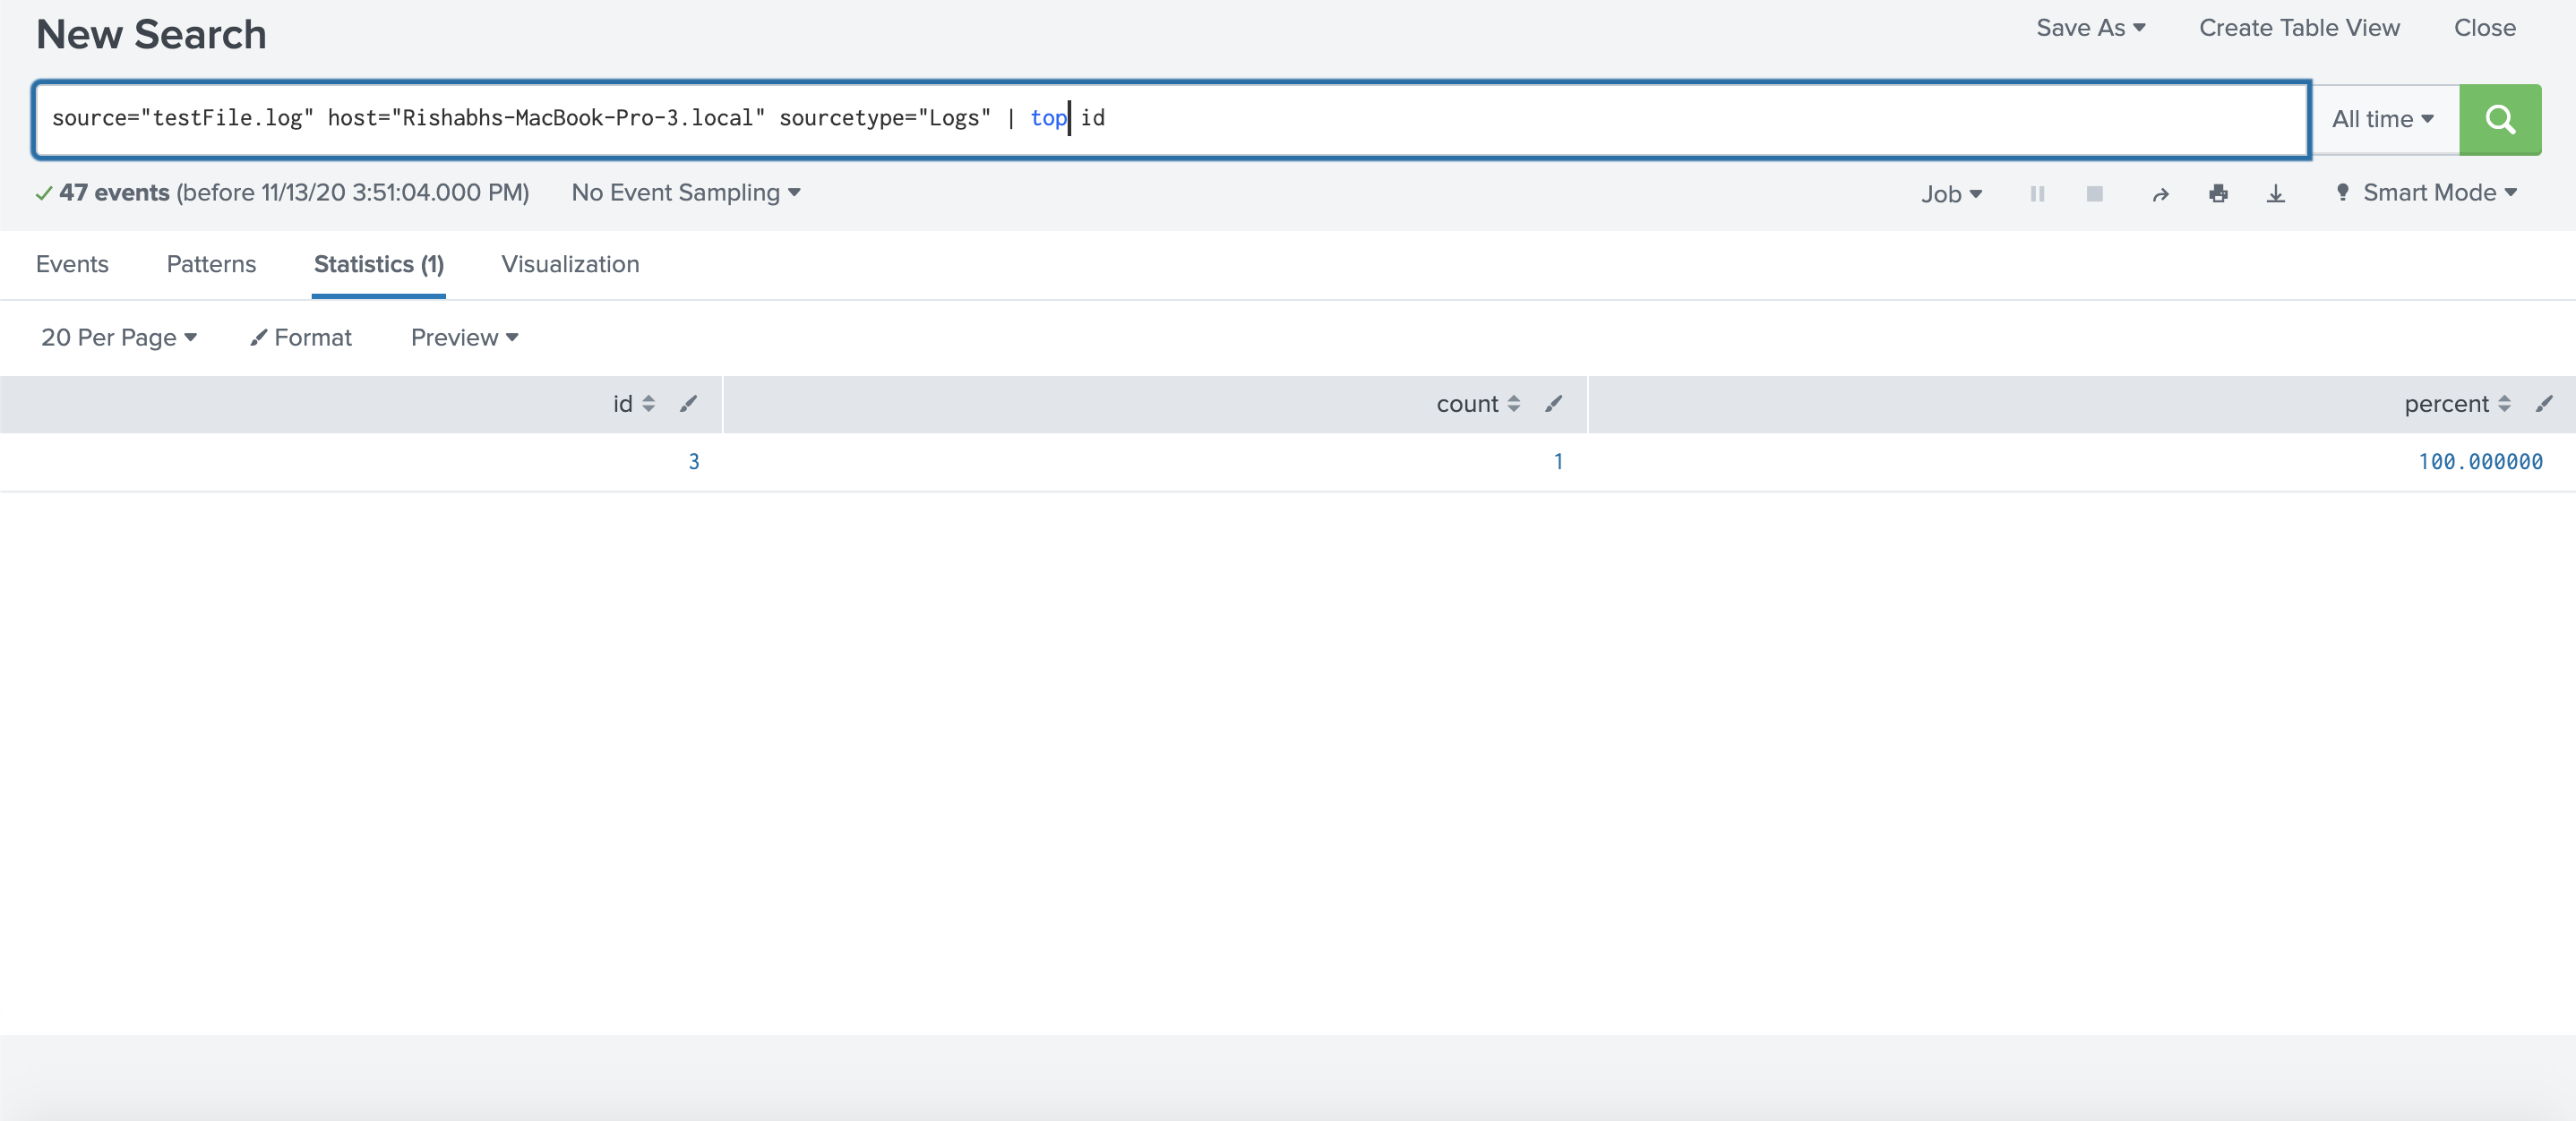 New Search
Save As Create Table View Close
source="testFile.log" host="Rishabhs-MacBook-Pro-3.local" sourcetype="Logs" | top id
All time
47 events (before 11/13/20 3:51:04.000 PM) No Event Sampling
Job Smart Mode
Events Patterns Statistics (1) Visualization
20 Per Page Format Preview
id count percent
3 1 100.000000